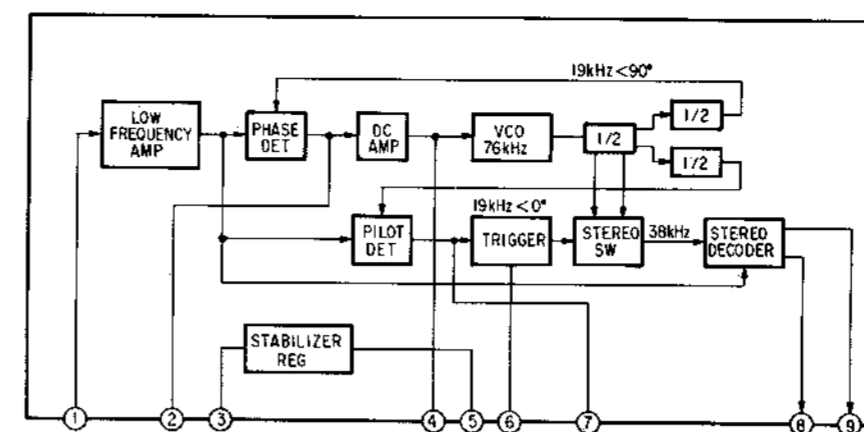 19kHz<90°
LOW
FREQUENCY
AMP
PHASE
DET
DC
AMP
VCO
76kHz
1/2
1/2
1/2
19kHz<0°
PILOT
DET
TRIGGER
STEREO
SW
38kHz
STEREO
DECODER
STABILIZER
REG
1
2
3
4
5
6
7
8
9